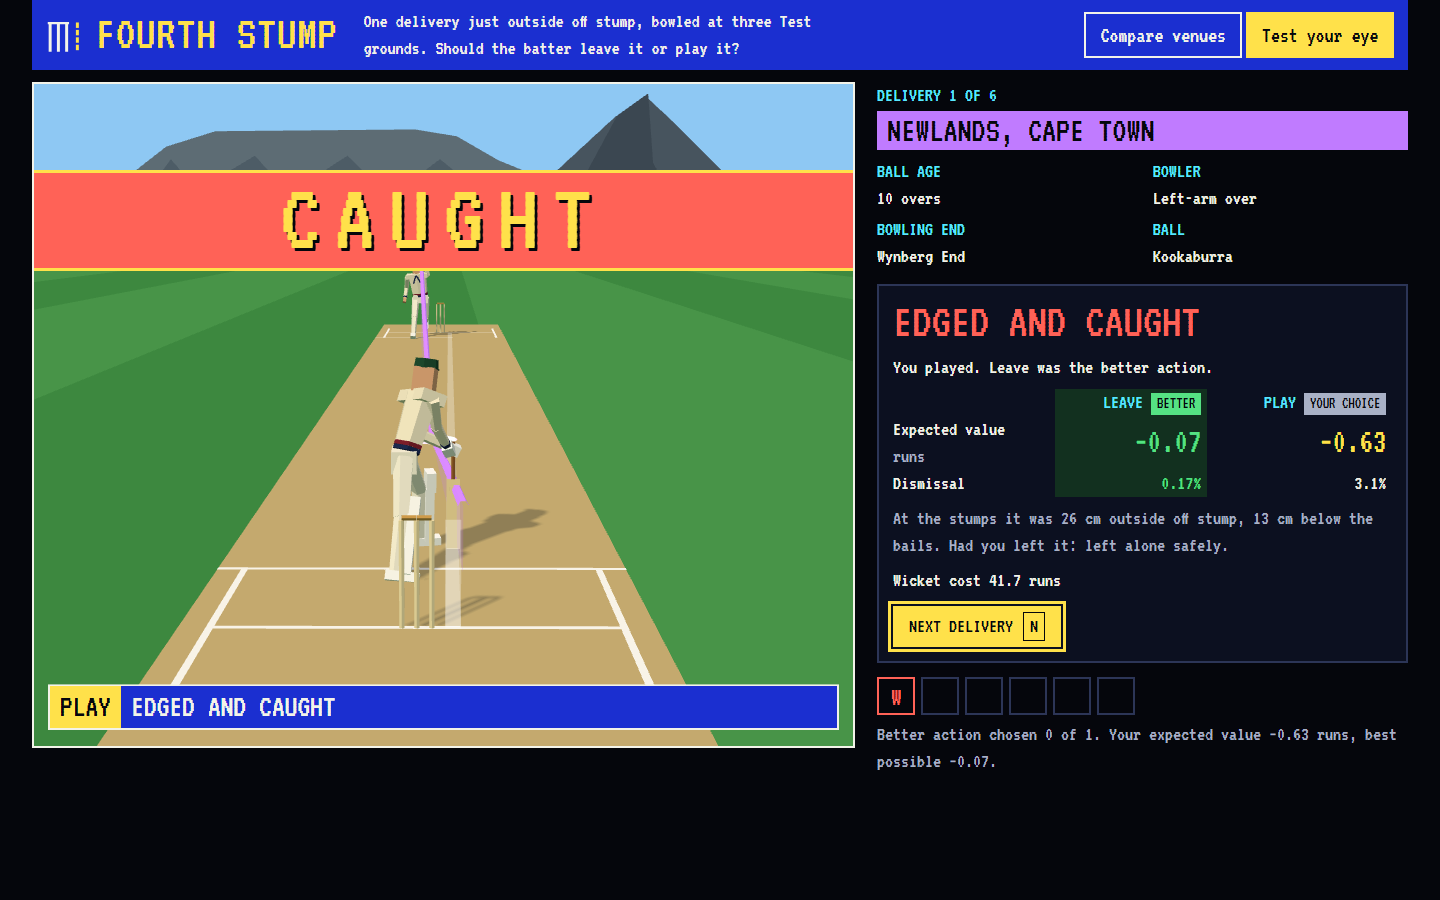 FOURTH STUMP
One delivery just outside off stump, bowled at three Test
grounds. Should the batter leave it or play it?
Compare venues
Test your eye
CAUGHT
PLAY EDGED AND CAUGHT
DELIVERY 1 OF 6
NEWLANDS, CAPE TOWN
BALL AGE
10 overs
BOWLER
Left-arm over
BOWLING END
Wynberg End
BALL
Kookaburra
EDGED AND CAUGHT
You played. Leave was the better action.
LEAVE BETTER PLAY YOUR CHOICE
Expected value
runs
-0.07 -0.63
Dismissal 0.17% 3.1%
At the stumps it was 26 cm outside off stump, 13 cm below the
bails. Had you left it: left alone safely.
Wicket cost 41.7 runs
NEXT DELIVERY N
W
Better action chosen 0 of 1. Your expected value -0.63 runs, best
possible -0.07.